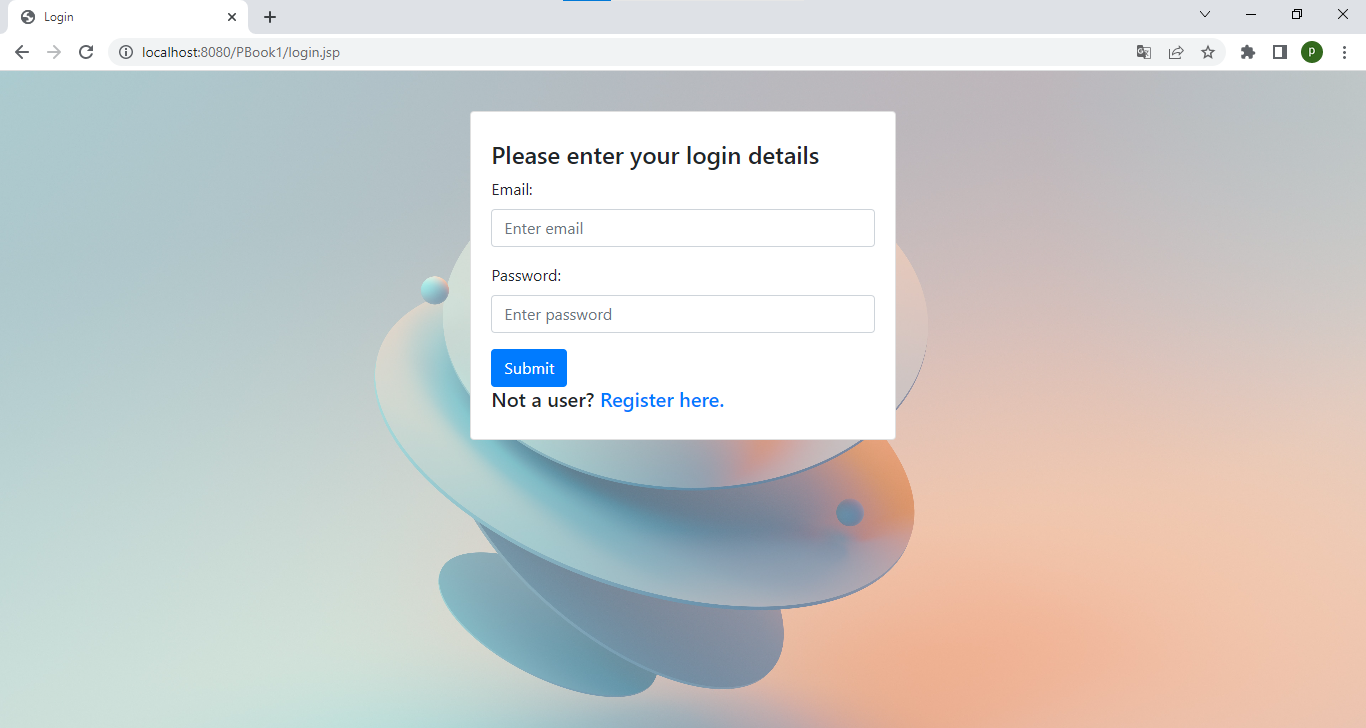 Login
localhost:8080/PBook1/login.jsp
P
Please enter your login details
Email:
Enter email
Password:
Enter password
Submit
Not a user? Register here.